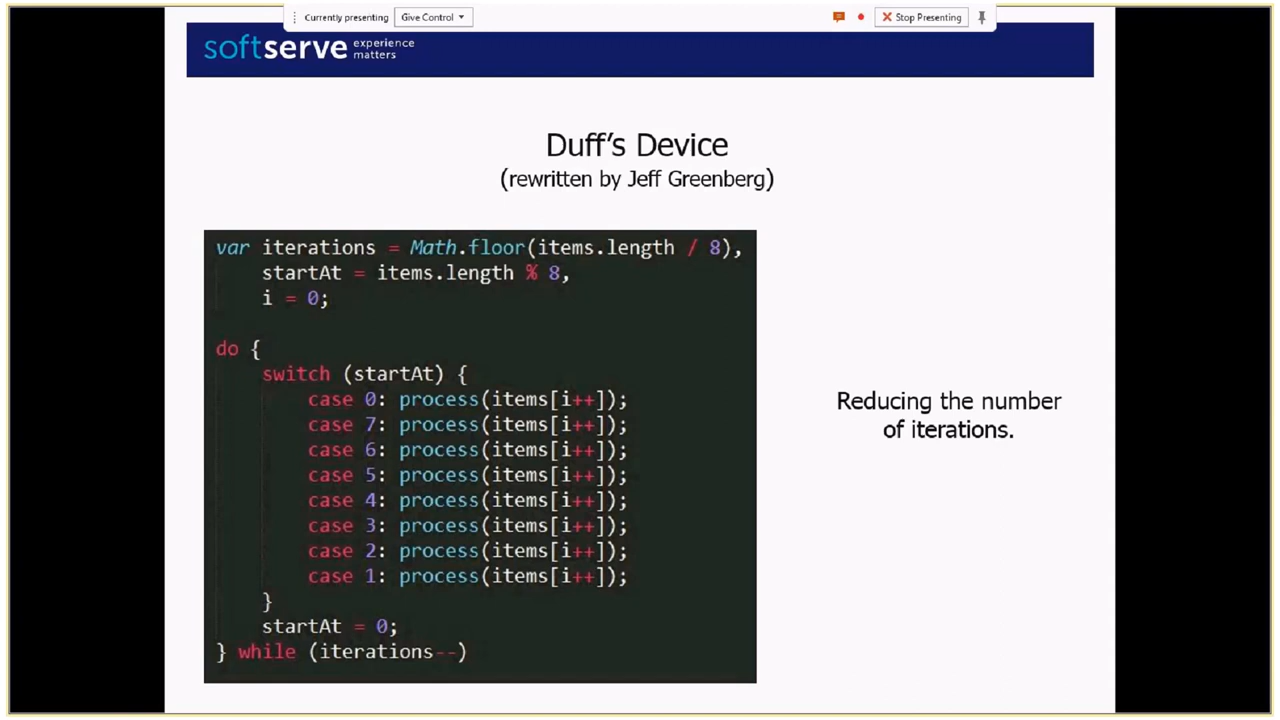 Currently presenting Give Control Stop Presenting
softserve experience matters
Duff's Device
(rewritten by Jeff Greenberg)
var iterations = Math.floor(items.length / 8),
startAt = items.length % 8,
i = 0;
do {
switch (startAt) {
case 0: process(items[i++]);
case 7: process(items[i++]);
case 6: process(items[i++]);
case 5: process(items[i++]);
case 4: process(items[i++]);
case 3: process(items[i++]);
case 2: process(items[i++]);
case 1: process(items[i++]);
}
startAt = 0;
} while (iterations--)
Reducing the number
of iterations.